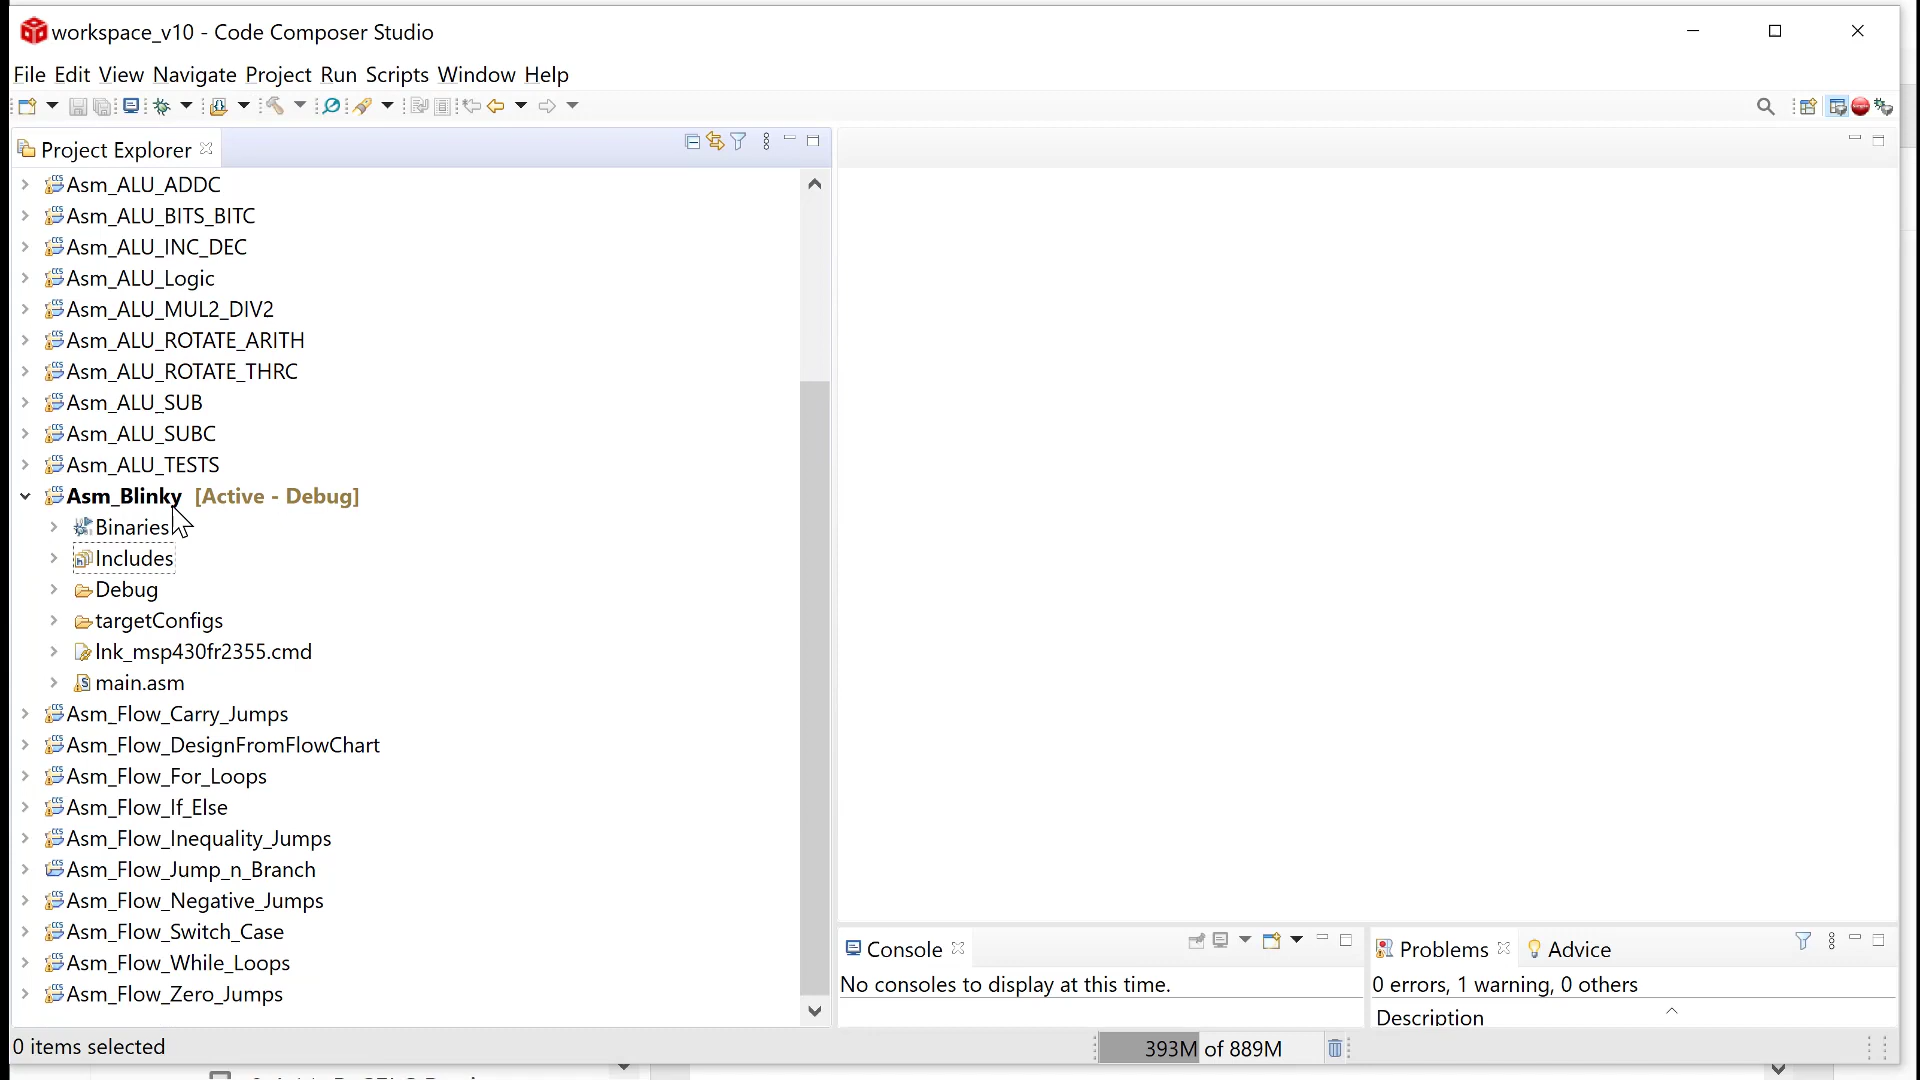 workspace_v10 - Code Composer Studio
File Edit View Navigate Project Run Scripts Window Help
Project Explorer
Asm_ALU_ADDC
Asm_ALU_BITS_BITC
Asm_ALU_INC_DEC
Asm_ALU_Logic
Asm_ALU_MUL2_DIV2
Asm_ALU_ROTATE_ARITH
Asm_ALU_ROTATE_THRC
Asm_ALU_SUB
Asm_ALU_SUBC
Asm_ALU_TESTS
Asm_Blinky [Active - Debug]
Binaries
Includes
Debug
targetConfigs
lnk_msp430fr2355.cmd
main.asm
Asm_Flow_Carry_Jumps
Asm_Flow_DesignFromFlowChart
Asm_Flow_For_Loops
Asm_Flow_If_Else
Asm_Flow_Inequality_Jumps
Asm_Flow_Jump_n_Branch
Asm_Flow_Negative_Jumps
Asm_Flow_Switch_Case
Asm_Flow_While_Loops
Asm_Flow_Zero_Jumps
Console
No consoles to display at this time.
Problems
Advice
0 errors, 1 warning, 0 others
Description
0 items selected
393M of 889M